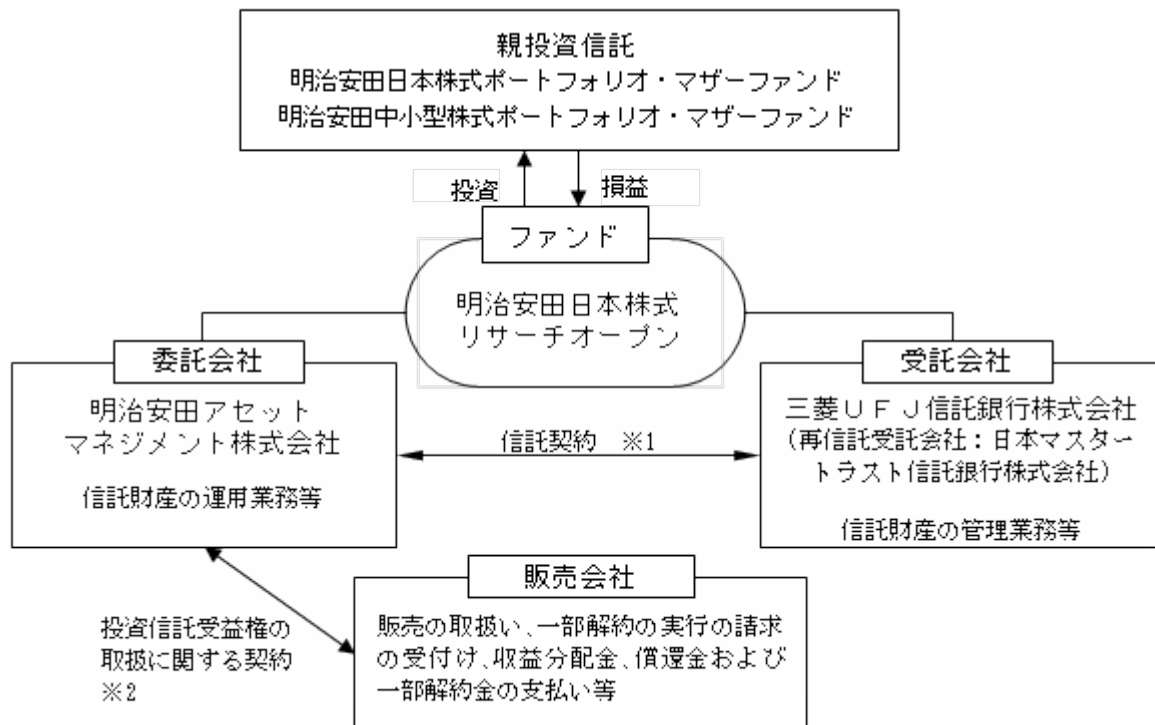 親投資信託
明治安田日本株式ポートフォリオ・マザーファンド
明治安田中小型株式ポートフォリオ・マザーファンド
投資
損益
ファンド
明治安田日本株式
リサーチオープン
委託会社
明治安田アセット
マネジメント株式会社
信託財産の運用業務等
信託契約　※1
受託会社
三菱ＵＦＪ信託銀行株式会社
(再信託受託会社：日本マスター
トラスト信託銀行株式会社)
信託財産の管理業務等
投資信託受益権の
取扱に関する契約
※2
販売会社
販売の取扱い、一部解約の実行の請求
の受付け、収益分配金、償還金および
一部解約金の支払い等